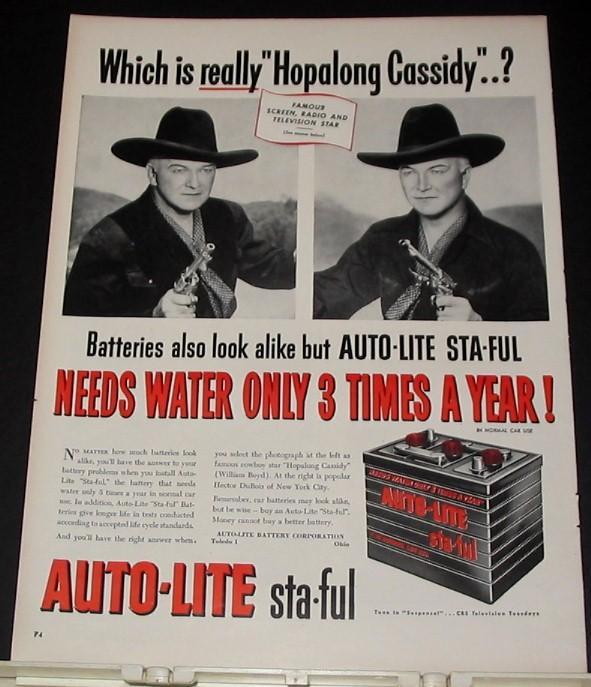 Which is really "Hopalong Cassidy"..?
FAMOUS
SCREEN, RADIO AND
TELEVISION STAR
(See answer below)
Batteries also look alike but AUTO-LITE STA-FUL
NEEDS WATER ONLY 3 TIMES A YEAR!
IN NORMAL CAR USE
NO MATTER how much batteries look
alike, you'll have the answer to your
battery problems when you install Auto-
Lite "Sta-ful," the battery that needs
water only 3 times a year in normal car
use. In addition, Auto-Lite "Sta-ful" Bat-
teries give longer life in tests conducted
according to accepted life cycle standards.
And you'll have the right answer when
you select the photograph at the left as
famous cowboy star "Hopalong Cassidy"
(William Boyd). At the right is popular
Hector DuBois of New York City.
Remember, car batteries may look alike,
but be wise — buy an Auto-Lite "Sta-ful".
Money cannot buy a better battery.
AUTO-LITE BATTERY CORPORATION
Toledo 1 Ohio
NEEDS WATER ONLY 3 TIMES A YEAR
AUTO-LITE
sta-ful
AUTO-LITE sta-ful
Tune in "Suspense!"... CBS Television Tuesdays
F4